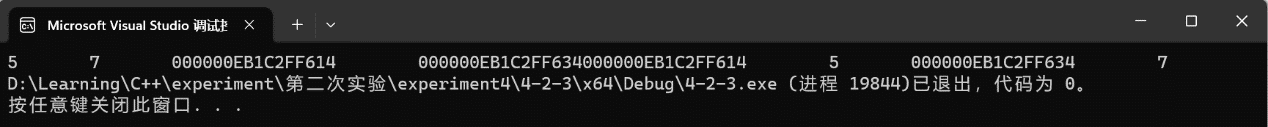 Microsoft Visual Studio 调试
5 7 000000EB1C2FF614 000000EB1C2FF634000000EB1C2FF614 5 000000EB1C2FF634 7
D:\Learning\C++\experiment\第二次实验\experiment4\4-2-3\x64\Debug\4-2-3.exe (进程 19844)已退出，代码为 0。
按任意键关闭此窗口. . .